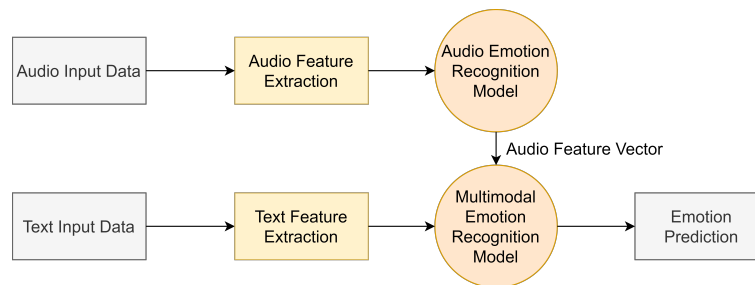 Audio Input Data
Audio Feature
Extraction
Audio Emotion
Recognition
Model
Audio Feature Vector
Text Input Data
Text Feature
Extraction
Multimodal
Emotion
Recognition
Model
Emotion
Prediction